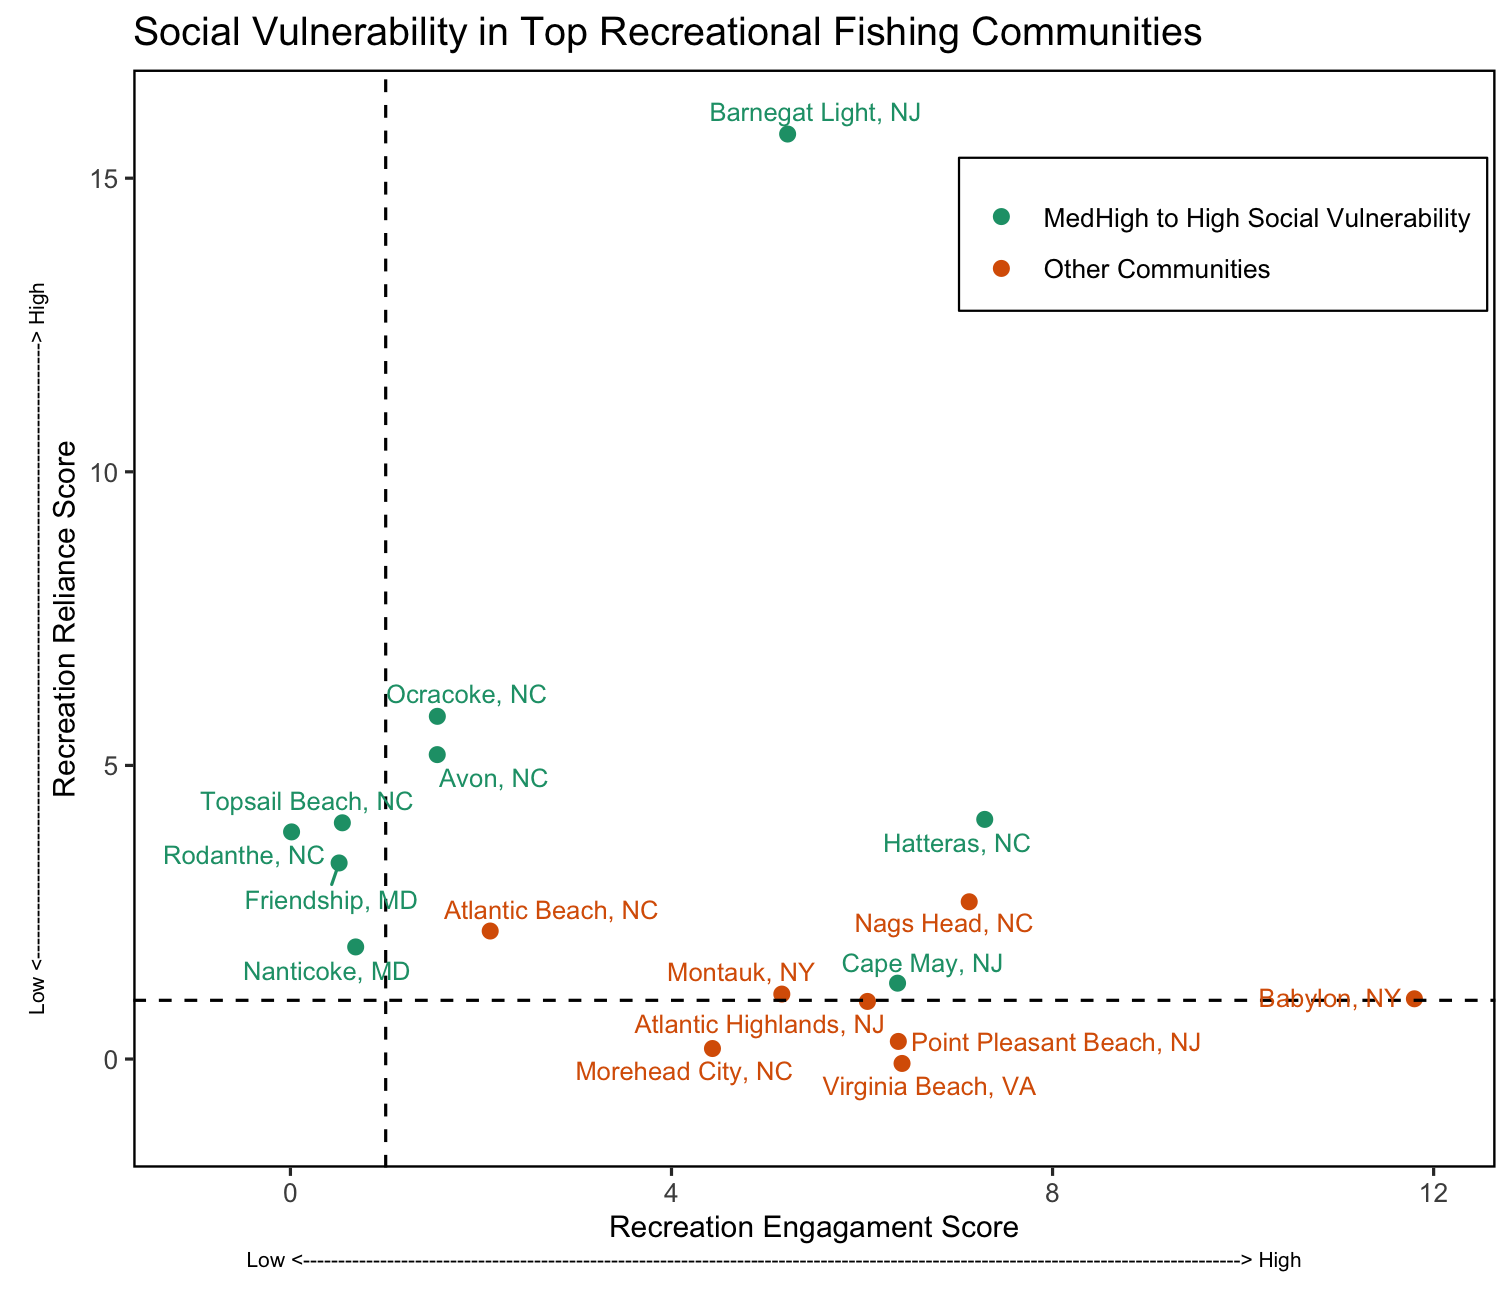 Social Vulnerability in Top Recreational Fishing Communities
Barnegat Light, NJ
MedHigh to High Social Vulnerability
Other Communities
15
10
5
0
Low <----------------------------------------------------------------------------------------> High
Recreation Reliance Score
Ocracoke, NC
Avon, NC
Topsail Beach, NC
Hatteras, NC
Rodanthe, NC
Friendship, MD
Atlantic Beach, NC
Nags Head, NC
Cape May, NJ
Nanticoke, MD
Montauk, NY
Babylon, NY
Atlantic Highlands, NJ
Point Pleasant Beach, NJ
Morehead City, NC
Virginia Beach, VA
0 4 8 12
Recreation Engagament Score
Low <----------------------------------------------------------------------------------------------------------------------------------> High